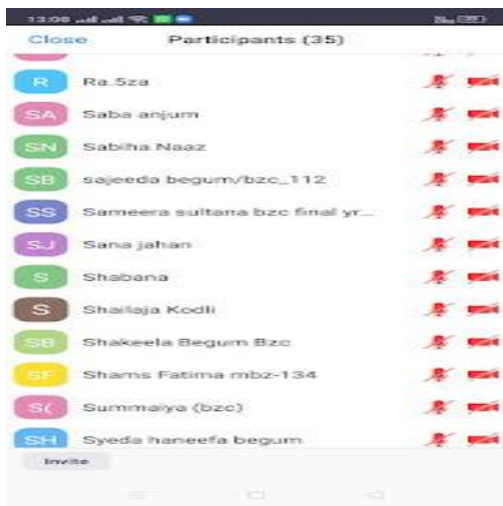 13:08
Close Participants (35)
R Ra.5za
SA Saba anjum
SN Sabiha Naaz
SB sajeeda begum/bzc_112
SS Sameera sultana bzc final yr...
SJ Sana jahan
S Shabana
S Shailaja Kodli
SB Shakeela Begum Bzc
SF Shams Fatima mbz-134
S( Summaiya (bzc)
SH Syeda haneefa begum
Invite